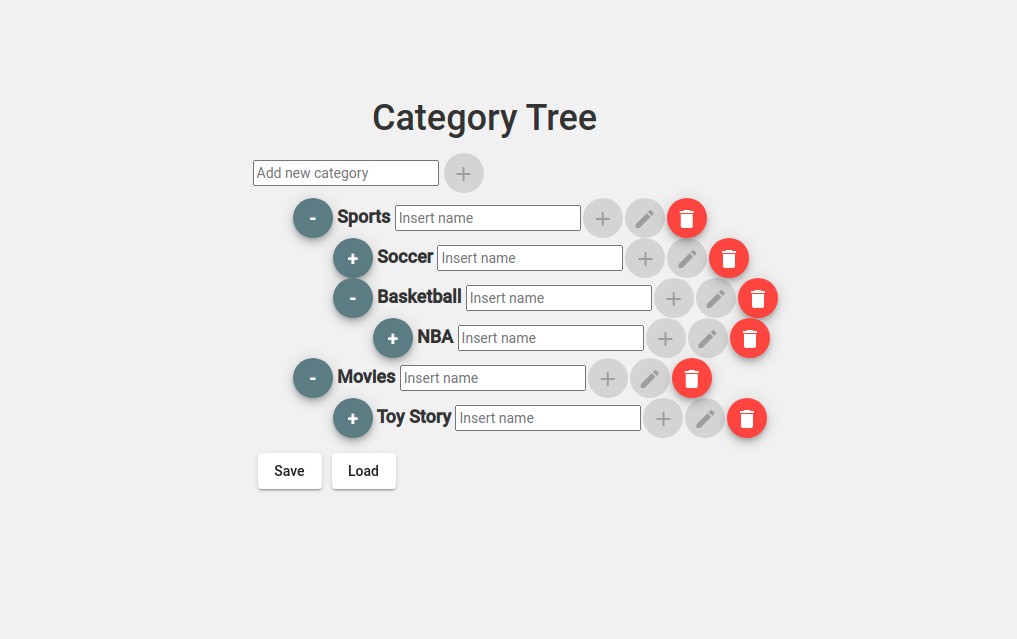 Category Tree
Add new category +
- Sports Insert name +
+ Soccer Insert name +
- Basketball Insert name +
+ NBA Insert name +
- Movies Insert name +
+ Toy Story Insert name +
Save Load